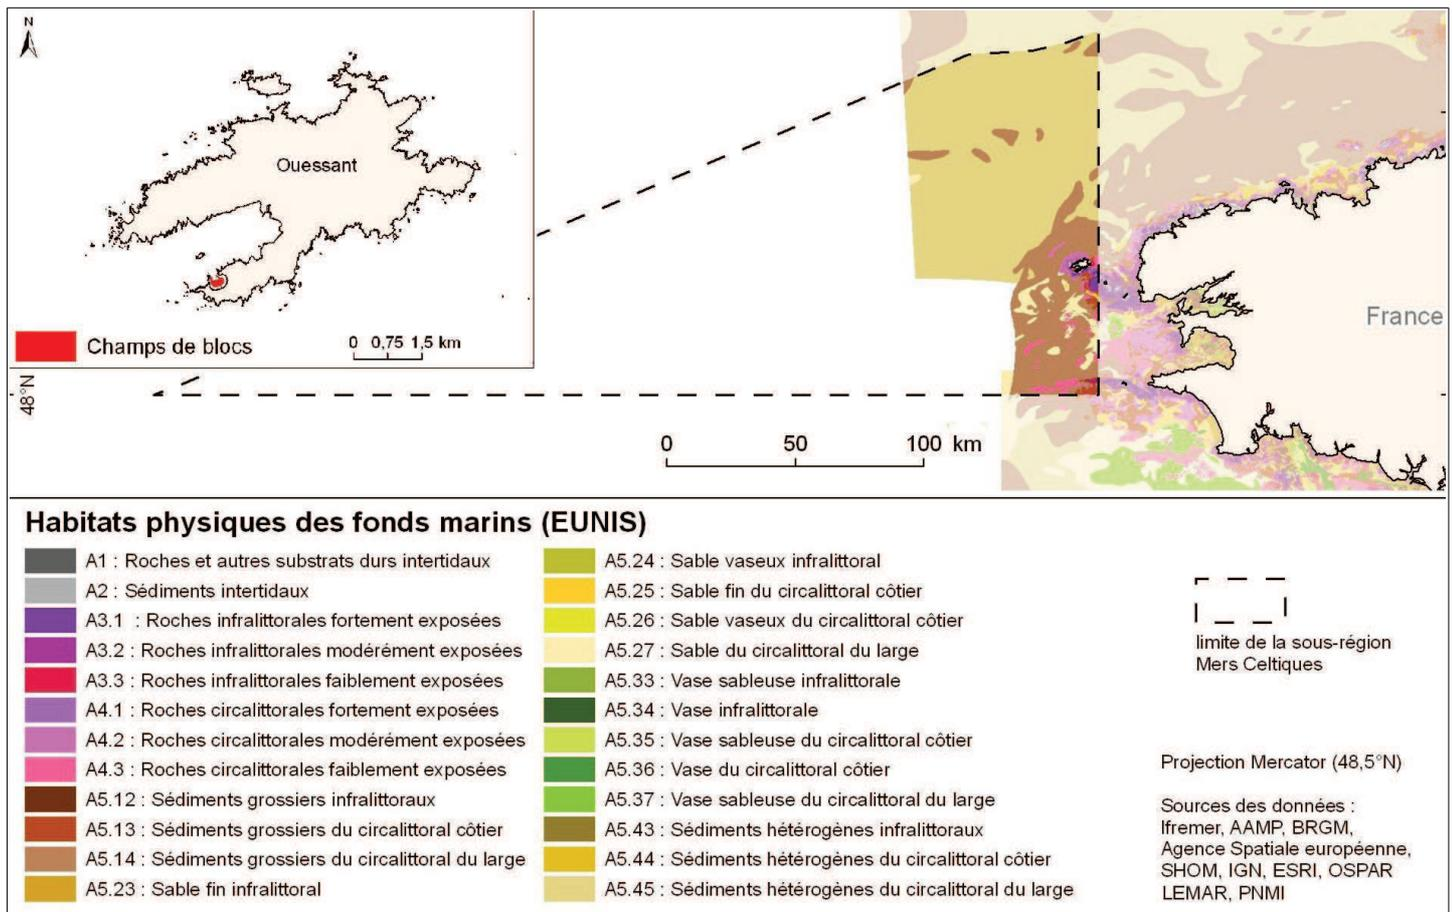 N
Ouessant
Champs de blocs
0 0,75 1,5 km
48°N
France
0 50 100 km
Habitats physiques des fonds marins (EUNIS)
A1 : Roches et autres substrats durs intertidaux
A2 : Sédiments intertidaux
A3.1 : Roches infralittorales fortement exposées
A3.2 : Roches infralittorales modérément exposées
A3.3 : Roches infralittorales faiblement exposées
A4.1 : Roches circalittorales fortement exposées
A4.2 : Roches circalittorales modérément exposées
A4.3 : Roches circalittorales faiblement exposées
A5.12 : Sédiments grossiers infralittoraux
A5.13 : Sédiments grossiers du circalittoral côtier
A5.14 : Sédiments grossiers du circalittoral du large
A5.23 : Sable fin infralittoral
A5.24 : Sable vaseux infralittoral
A5.25 : Sable fin du circalittoral côtier
A5.26 : Sable vaseux du circalittoral côtier
A5.27 : Sable du circalittoral du large
A5.33 : Vase sableuse infralittorale
A5.34 : Vase infralittorale
A5.35 : Vase sableuse du circalittoral côtier
A5.36 : Vase du circalittoral côtier
A5.37 : Vase sableuse du circalittoral du large
A5.43 : Sédiments hétérogènes infralittoraux
A5.44 : Sédiments hétérogènes du circalittoral côtier
A5.45 : Sédiments hétérogènes du circalittoral du large
limite de la sous-région
Mers Celtiques
Projection Mercator (48,5°N)
Sources des données :
Ifremer, AAMP, BRGM,
Agence Spatiale européenne,
SHOM, IGN, ESRI, OSPAR
LEMAR, PNMI